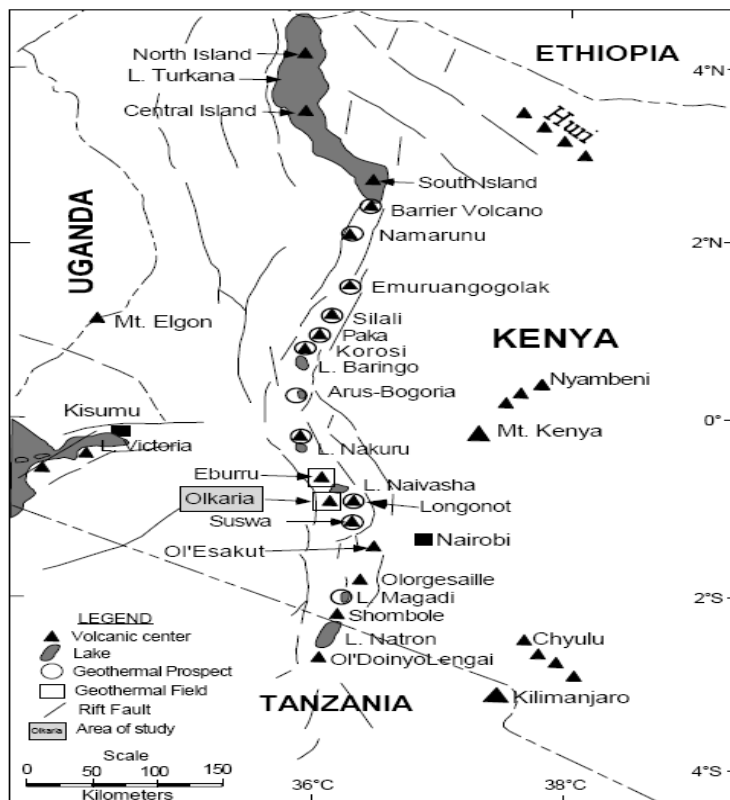 North Island
ETHIOPIA
L. Turkana
4°N
Central Island
Huri
South Island
Barrier Volcano
Namarunu
2°N
UGANDA
Emuruangogolak
Silali
Mt. Elgon
Paka
KENYA
Korosi
L. Baringo
Nyambeni
Arus-Bogoria
Kisumu
0°
Mt. Kenya
L. Victoria
L. Nakuru
Eburru
L. Naivasha
Olkaria
Longonot
Suswa
Nairobi
Ol'Esakut
Olorgesaille
L. Magadi
2°S
LEGEND
Shombole
Volcanic center
Chyulu
Lake
L. Natron
Geothermal Prospect
Ol'DoinyoLengai
Geothermal Field
TANZANIA
Kilimanjaro
Rift Fault
Olkaria
Area of study
Scale
4°S
0 50 100 150
Kilometers
36°C
38°C